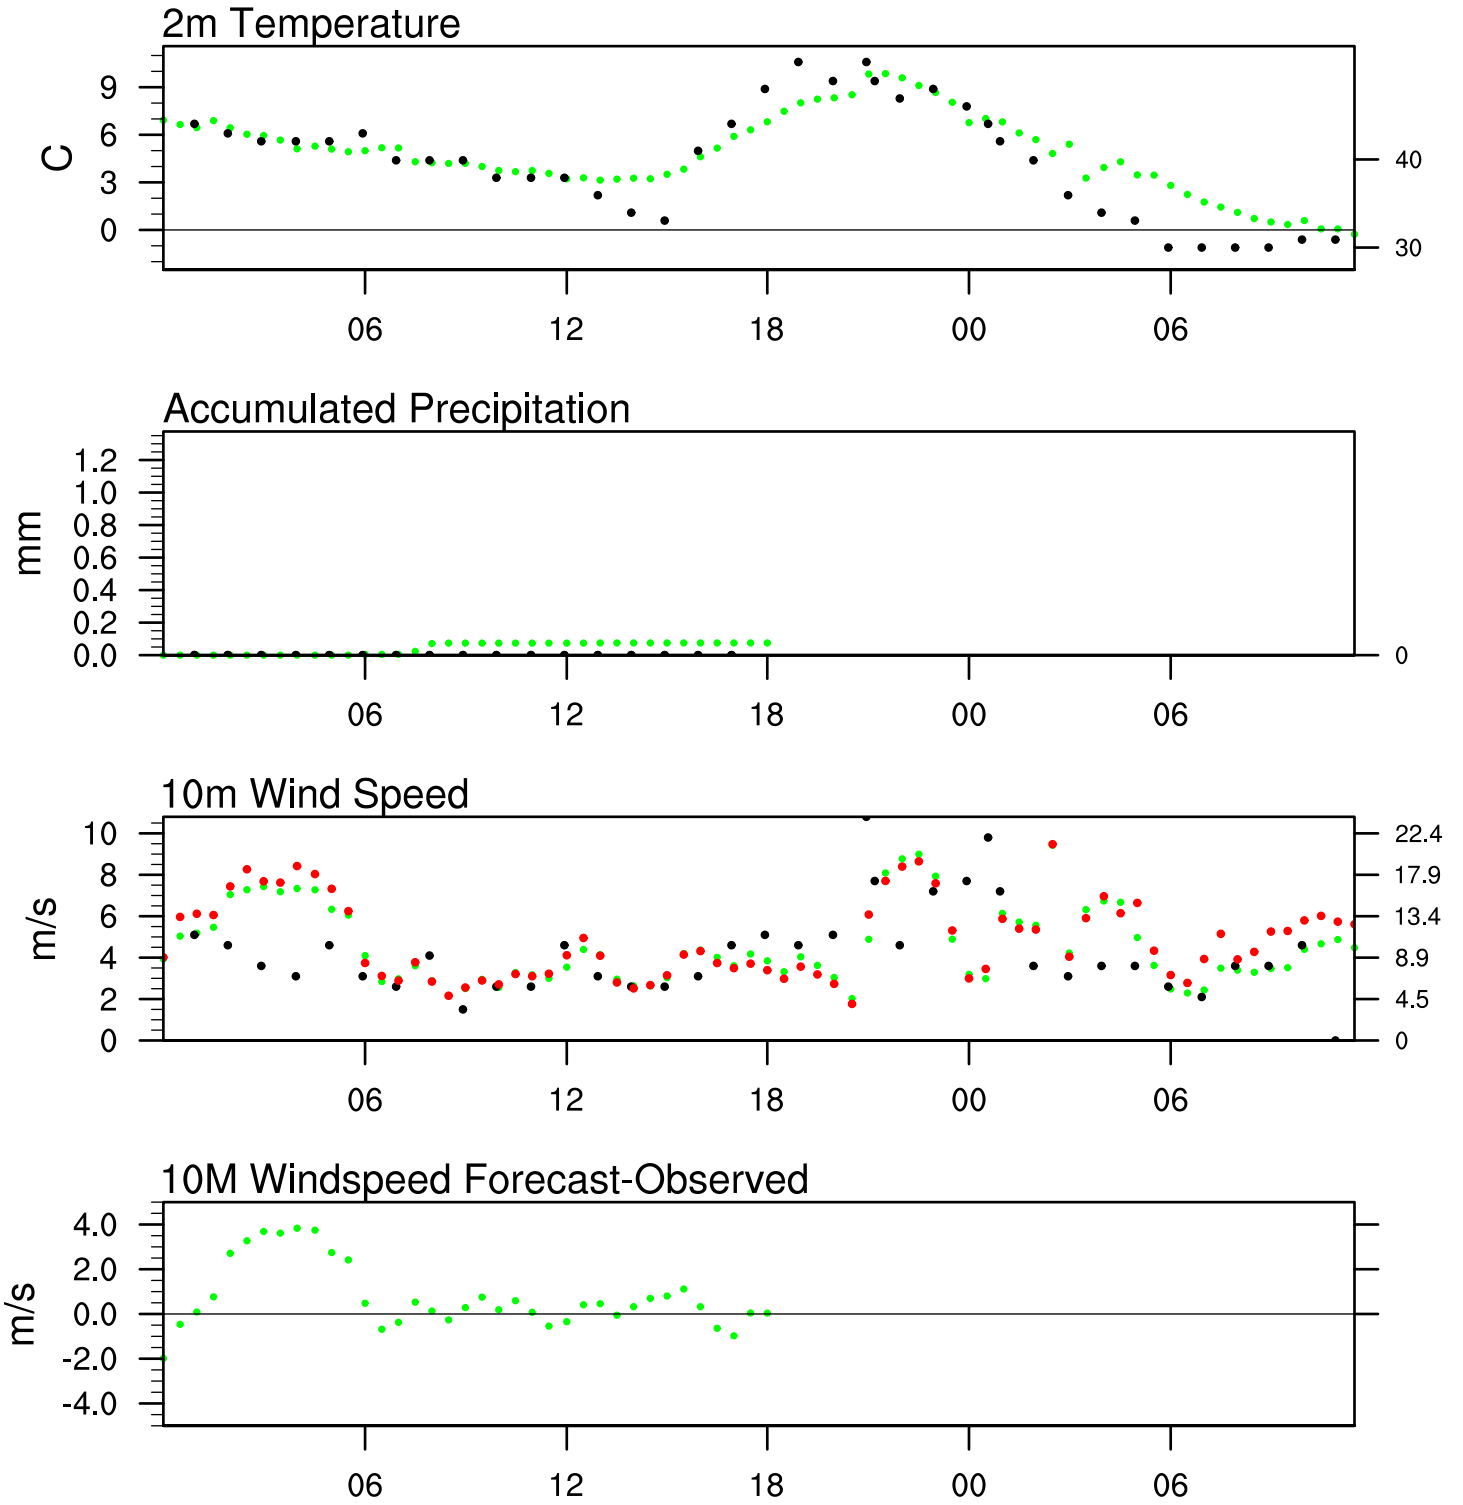 2m Temperature
C
9
6
3
0
40
30
06 12 18 00 06
Accumulated Precipitation
mm
1.2
1.0
0.8
0.6
0.4
0.2
0.0
0
06 12 18 00 06
10m Wind Speed
m/s
10
8
6
4
2
0
22.4
17.9
13.4
8.9
4.5
0
06 12 18 00 06
10M Windspeed Forecast-Observed
m/s
4.0
2.0
0.0
-2.0
-4.0
06 12 18 00 06